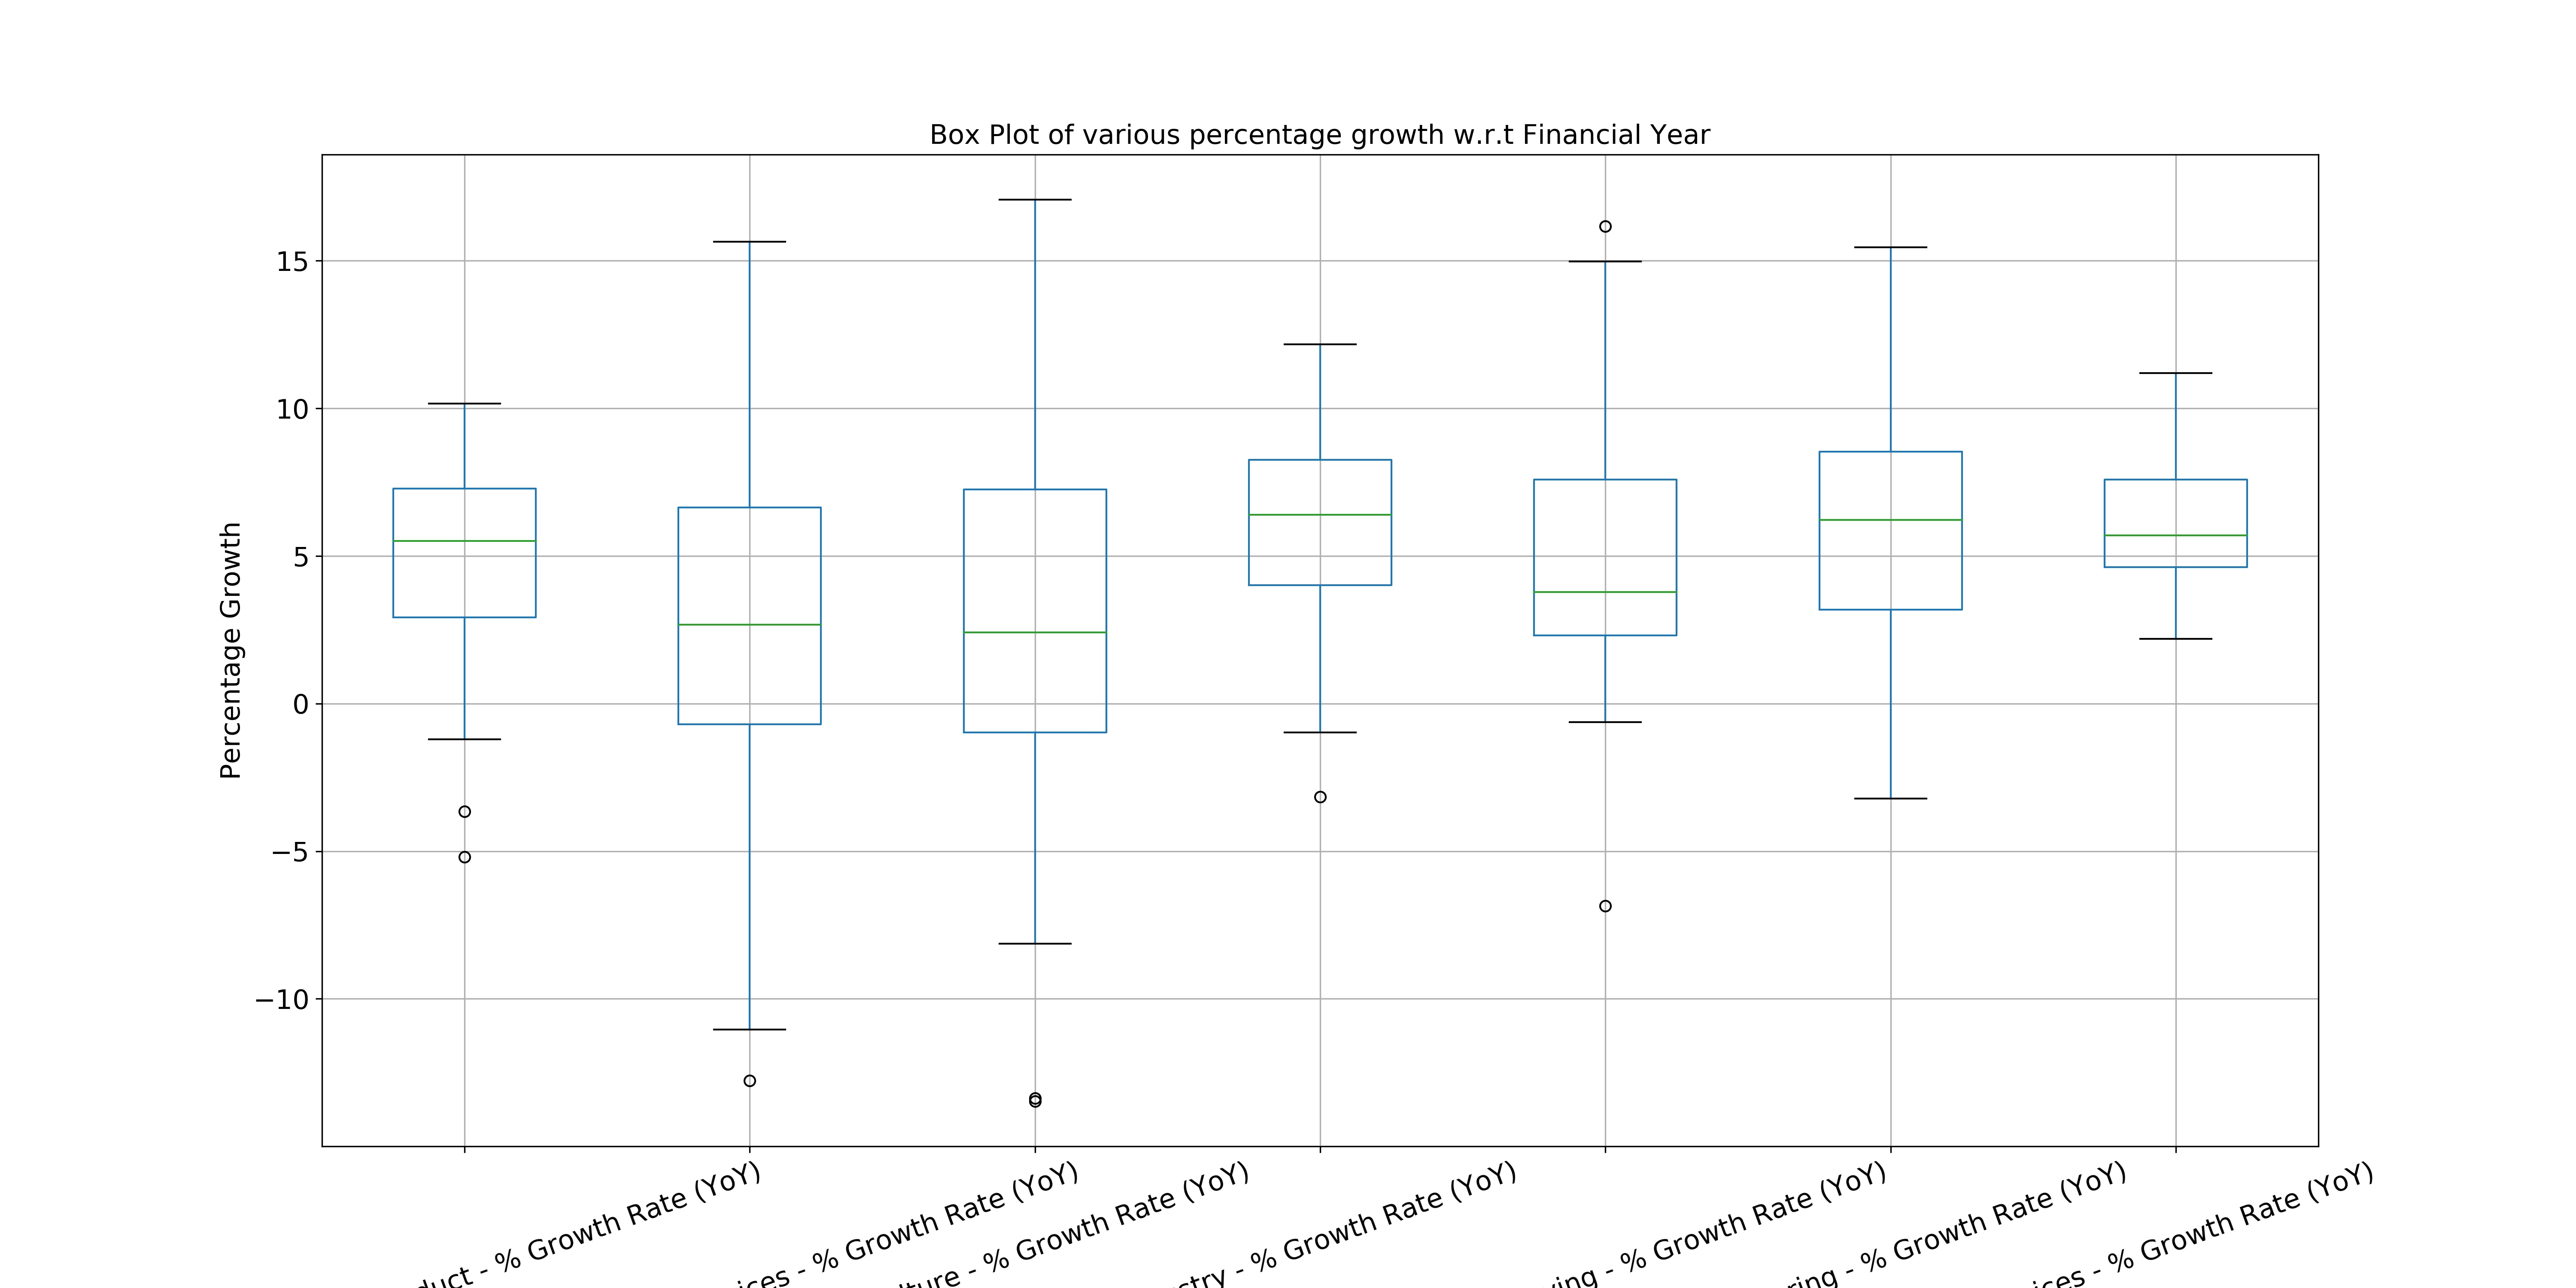 Box Plot of various percentage growth w.r.t Financial Year
Percentage Growth
15
10
5
0
−5
−10
- % Growth Rate (YoY)
- % Growth Rate (YoY)
- % Growth Rate (YoY)
- % Growth Rate (YoY)
- % Growth Rate (YoY)
- % Growth Rate (YoY)
- % Growth Rate (YoY)